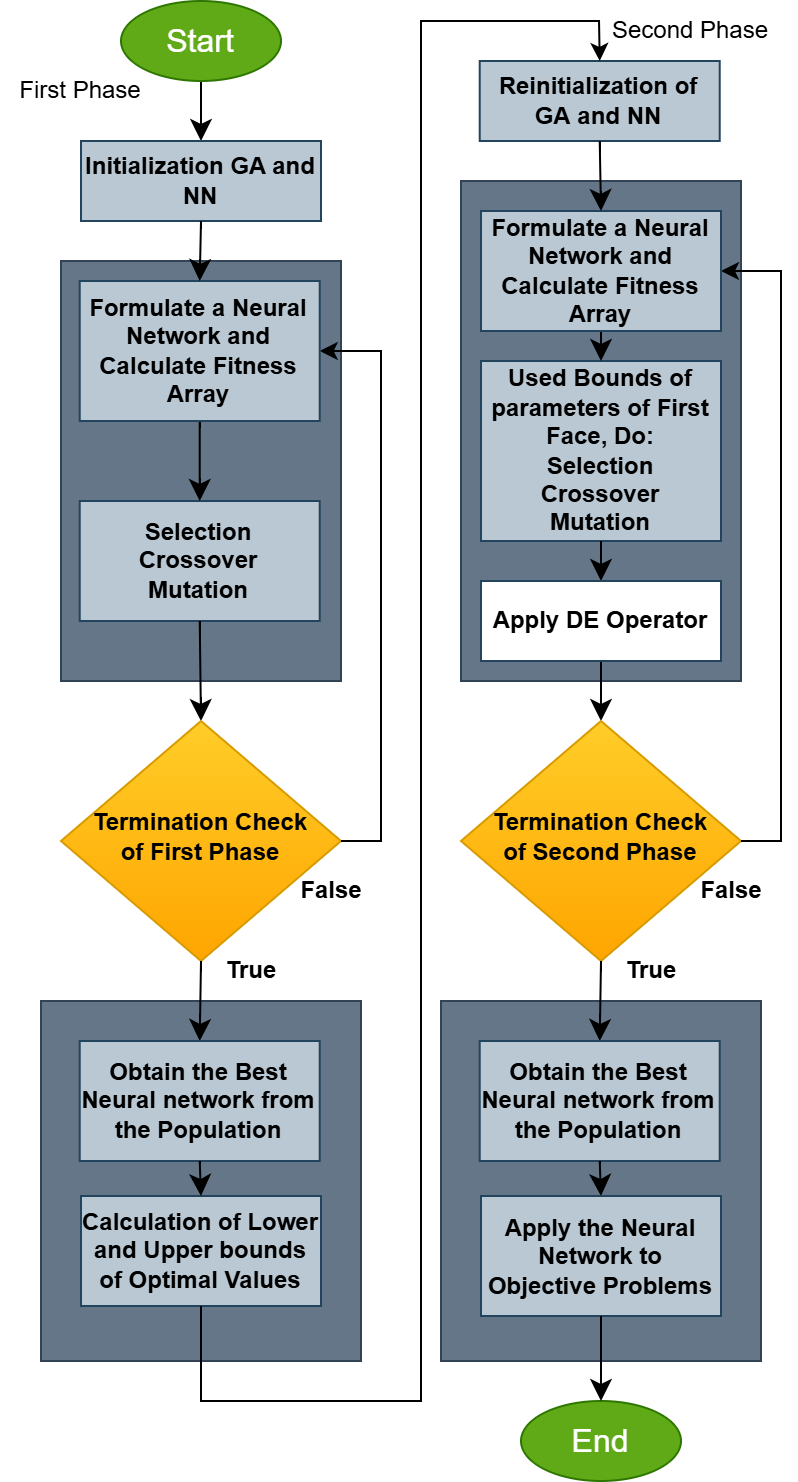 Start
First Phase
Initialization GA and
NN
Formulate a Neural
Network and
Calculate Fitness
Array
Selection
Crossover
Mutation
Termination Check
of First Phase
False
True
Obtain the Best
Neural network from
the Population
Calculation of Lower
and Upper bounds
of Optimal Values
Second Phase
Reinitialization of
GA and NN
Formulate a Neural
Network and
Calculate Fitness
Array
Used Bounds of
parameters of First
Face, Do:
Selection
Crossover
Mutation
Apply DE Operator
Termination Check
of Second Phase
False
True
Obtain the Best
Neural network from
the Population
Apply the Neural
Network to
Objective Problems
End